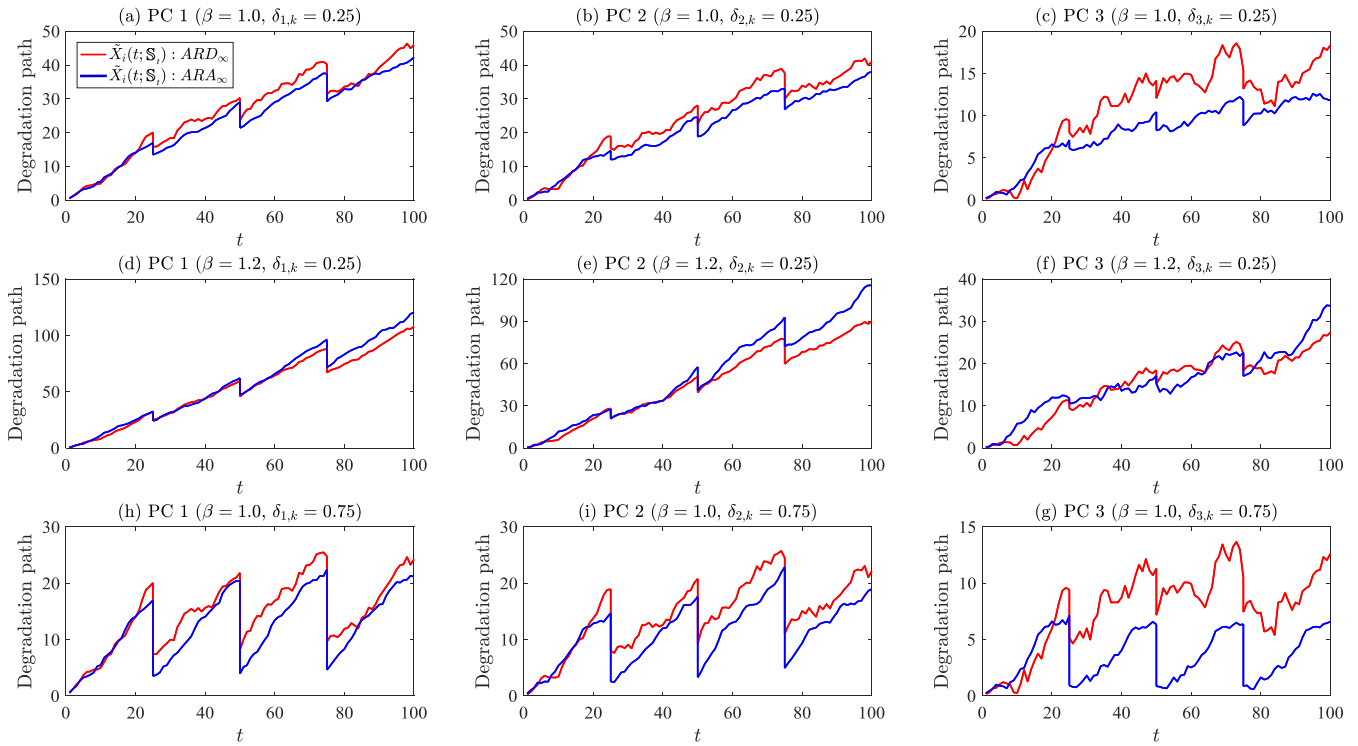 (a) PC 1 (β = 1.0, δ1,k = 0.25)
50
40
30
20
10
0
Degradation path
X̃i(t; 𝕊ι) : ARD∞
X̃i(t; 𝕊ι) : ARA∞
0 20 40 60 80 100
t
(b) PC 2 (β = 1.0, δ2,k = 0.25)
50
40
30
20
10
0
Degradation path
0 20 40 60 80 100
t
(c) PC 3 (β = 1.0, δ3,k = 0.25)
20
15
10
5
0
Degradation path
0 20 40 60 80 100
t
(d) PC 1 (β = 1.2, δ1,k = 0.25)
150
100
50
0
Degradation path
0 20 40 60 80 100
t
(e) PC 2 (β = 1.2, δ2,k = 0.25)
120
90
60
30
0
Degradation path
0 20 40 60 80 100
t
(f) PC 3 (β = 1.2, δ3,k = 0.25)
40
30
20
10
0
Degradation path
0 20 40 60 80 100
t
(h) PC 1 (β = 1.0, δ1,k = 0.75)
30
20
10
0
Degradation path
0 20 40 60 80 100
t
(i) PC 2 (β = 1.0, δ2,k = 0.75)
30
20
10
0
Degradation path
0 20 40 60 80 100
t
(g) PC 3 (β = 1.0, δ3,k = 0.75)
15
10
5
0
Degradation path
0 20 40 60 80 100
t